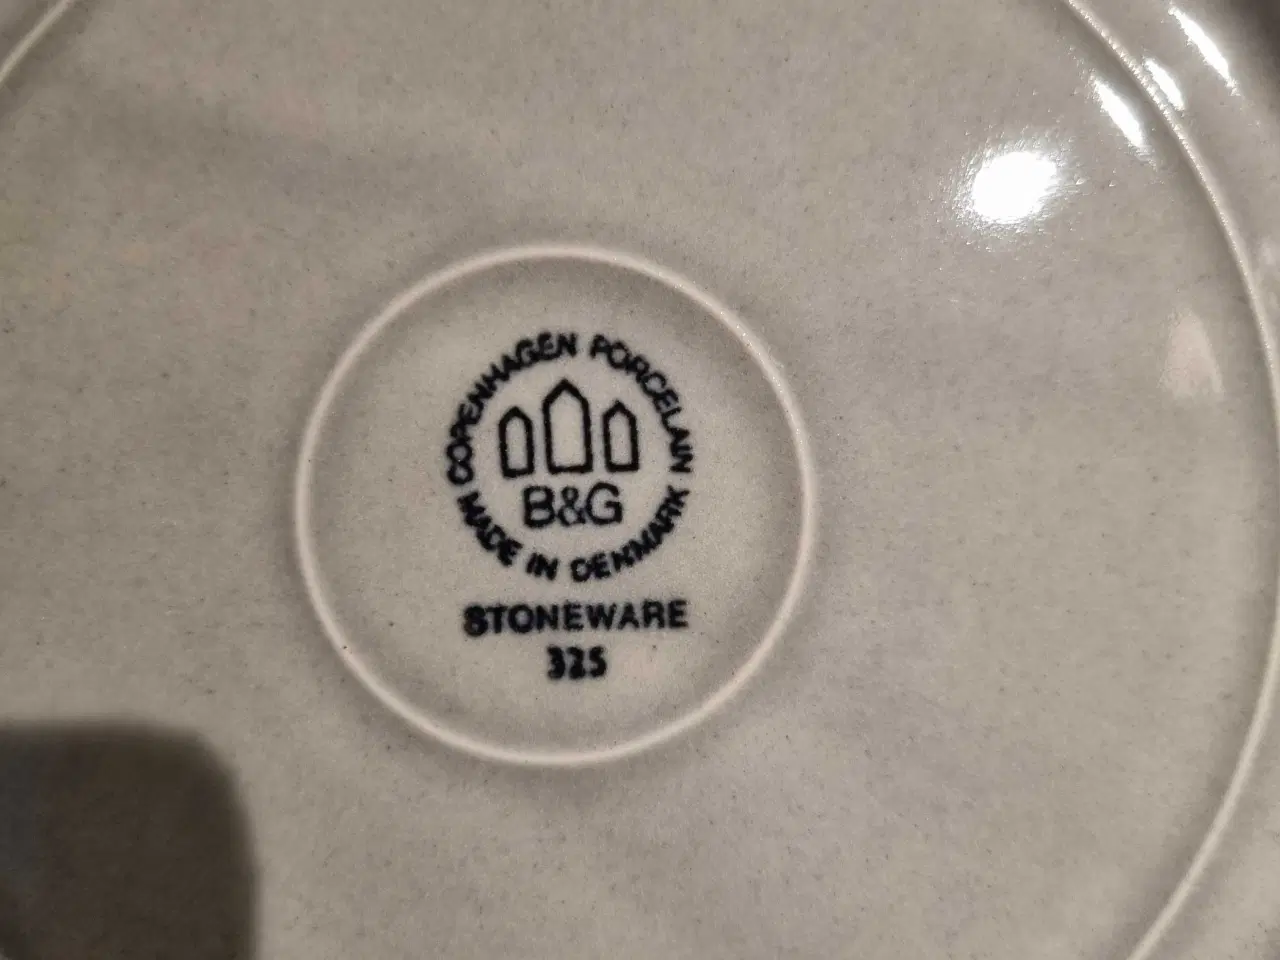 COPENHAGEN PORCELAIN
B&G
MADE IN DENMARK
STONEWARE
325